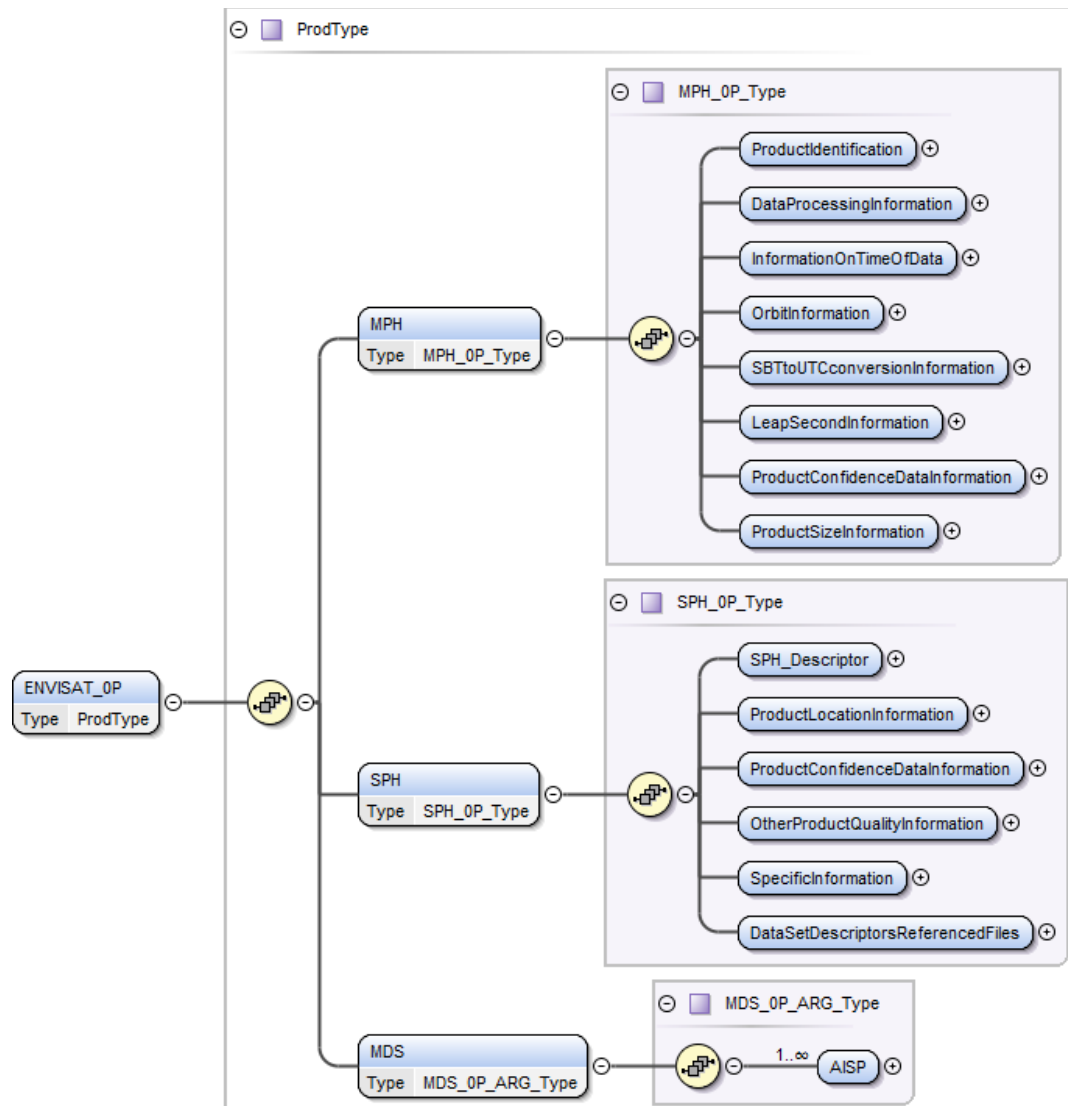 ProdType
MPH_0P_Type
ProductIdentification
DataProcessingInformation
InformationOnTimeOfData
OrbitInformation
MPH
Type MPH_0P_Type
SBTtoUTCconversionInformation
LeapSecondInformation
ProductConfidenceDataInformation
ProductSizeInformation
SPH_0P_Type
SPH_Descriptor
ENVISAT_0P
Type ProdType
ProductLocationInformation
ProductConfidenceDataInformation
SPH
Type SPH_0P_Type
OtherProductQualityInformation
SpecificInformation
DataSetDescriptorsReferencedFiles
MDS_0P_ARG_Type
MDS
Type MDS_0P_ARG_Type
1..∞
AISP